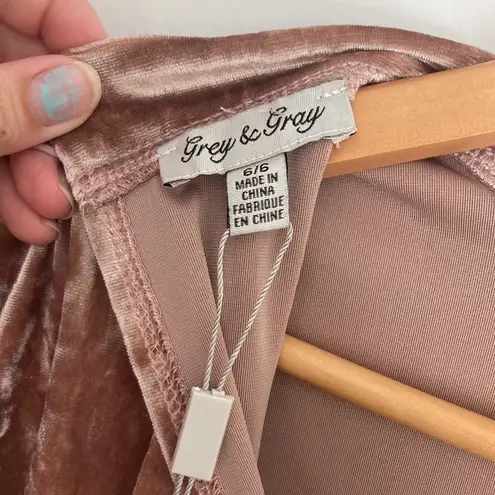 Grey & Gray
6/6
MADE IN
CHINA
FABRIQUE
EN CHINE